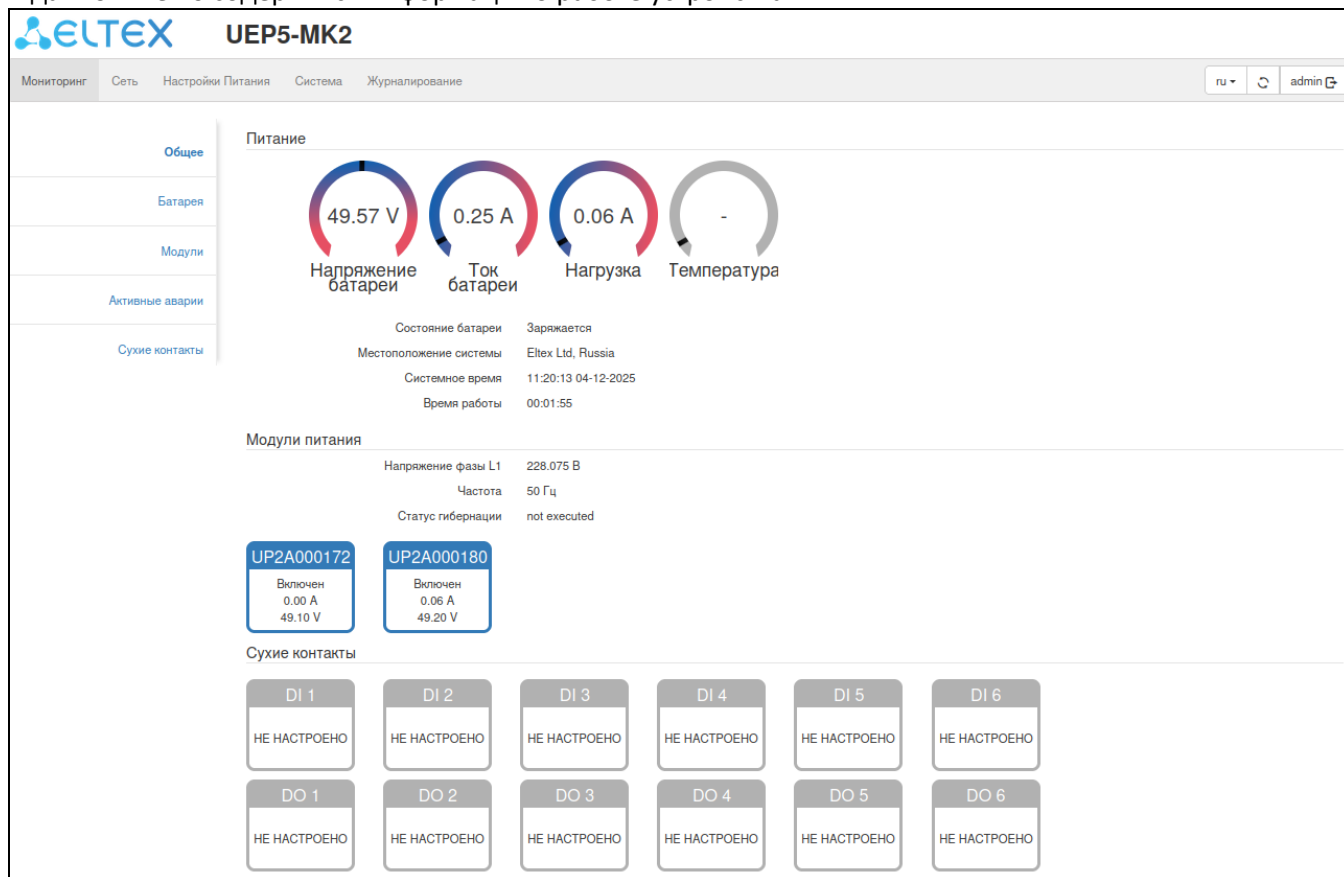 ELTEX UEP5-MK2
Мониторинг Сеть Настройки Питания Система Журналирование ru admin
Общее
Батарея
Модули
Активные аварии
Сухие контакты
Питание
49.57 V 0.25 A 0.06 A -
Напряжение батареи Ток батареи Нагрузка Температура
Состояние батареи Заряжается
Местоположение системы Eltex Ltd, Russia
Системное время 11:20:13 04-12-2025
Время работы 00:01:55
Модули питания
Напряжение фазы L1 228.075 В
Частота 50 Гц
Статус гибернации not executed
UP2A000172 UP2A000180
Включен Включен
0.00 A 0.06 A
49.10 V 49.20 V
Сухие контакты
DI 1 DI 2 DI 3 DI 4 DI 5 DI 6
НЕ НАСТРОЕНО НЕ НАСТРОЕНО НЕ НАСТРОЕНО НЕ НАСТРОЕНО НЕ НАСТРОЕНО НЕ НАСТРОЕНО
DO 1 DO 2 DO 3 DO 4 DO 5 DO 6
НЕ НАСТРОЕНО НЕ НАСТРОЕНО НЕ НАСТРОЕНО НЕ НАСТРОЕНО НЕ НАСТРОЕНО НЕ НАСТРОЕНО